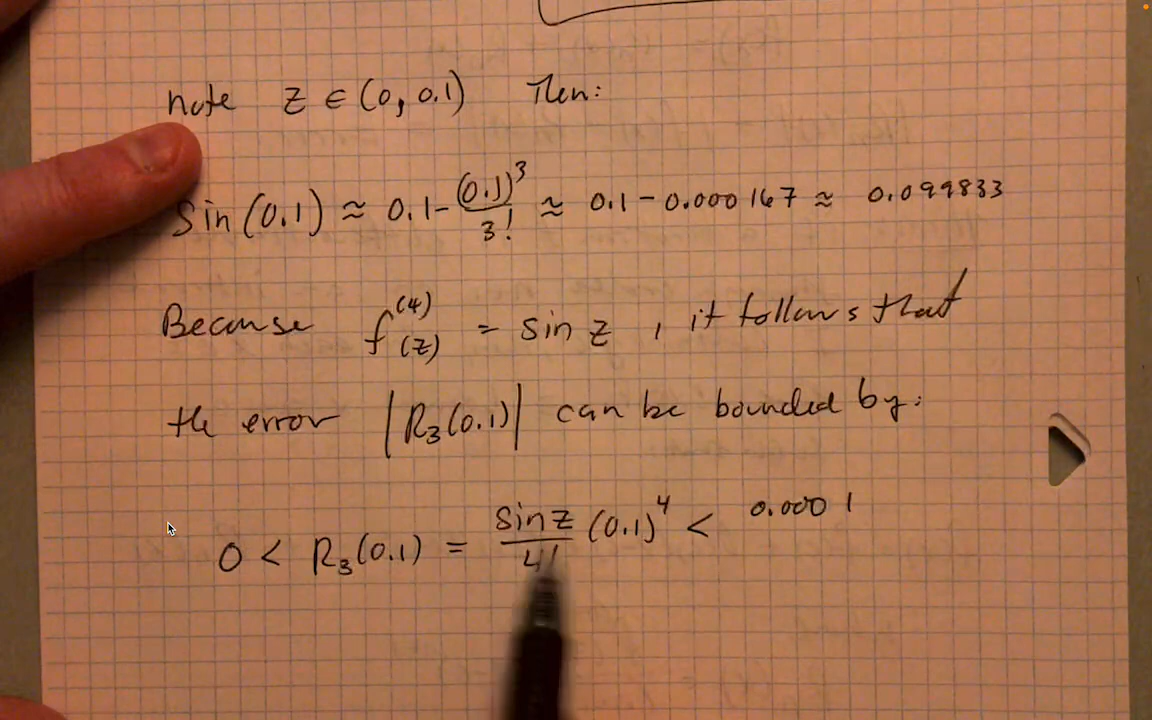 note z ∈ (0, 0.1) Then:
Sin(0.1) ≈ 0.1 - (0.1)³/3! ≈ 0.1 - 0.000167 ≈ 0.099833
Because f⁽⁴⁾(z) = sin z, it follows that
the error |R₃(0.1)| can be bounded by:
0 < R₃(0.1) = sin z/4! (0.1)⁴ < 0.0001